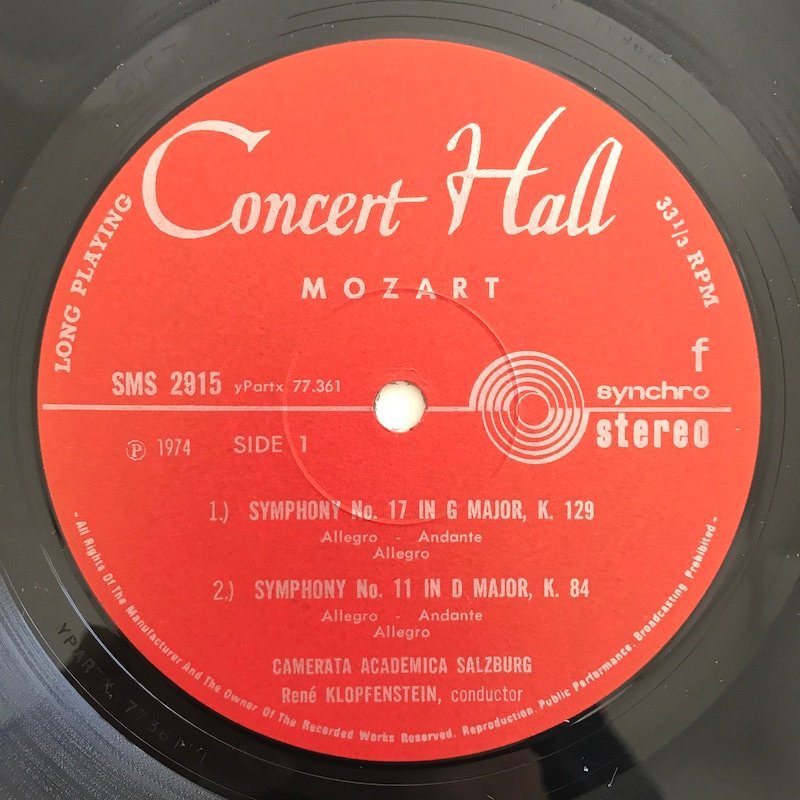 Concert Hall
LONG PLAYING
33 1/3 RPM
MOZART
f
SMS 2915 yPartx 77.361
synchro
stereo
Ⓟ 1974 SIDE 1
1.) SYMPHONY No. 17 IN G MAJOR, K. 129
Allegro - Andante
Allegro
2.) SYMPHONY No. 11 IN D MAJOR, K. 84
Allegro - Andante
Allegro
CAMERATA ACADEMICA SALZBURG
René KLOPFENSTEIN, conductor
- All Rights Of The Manufacturer And The Owner Of The Recorded Works Reserved. Reproduction. Public Performance. Broadcasting Prohibited -
YPARTX